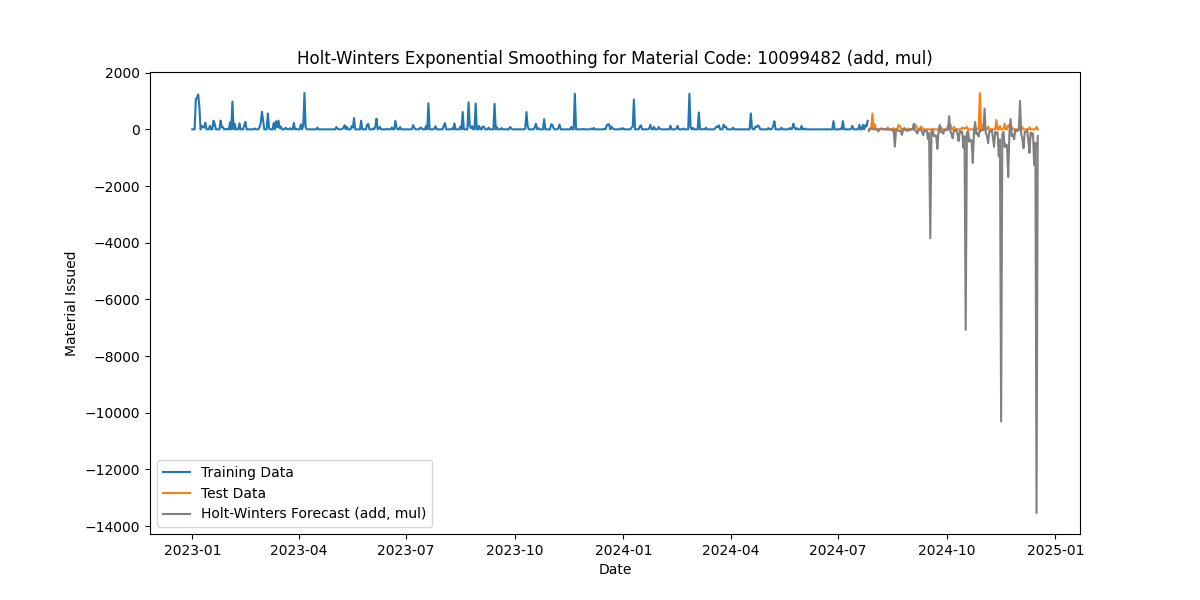 Holt-Winters Exponential Smoothing for Material Code: 10099482 (add, mul)
2000
0
−2000
−4000
−6000
−8000
−10000
−12000
−14000
Material Issued
Training Data
Test Data
Holt-Winters Forecast (add, mul)
2023-01 2023-04 2023-07 2023-10 2024-01 2024-04 2024-07 2024-10 2025-01
Date